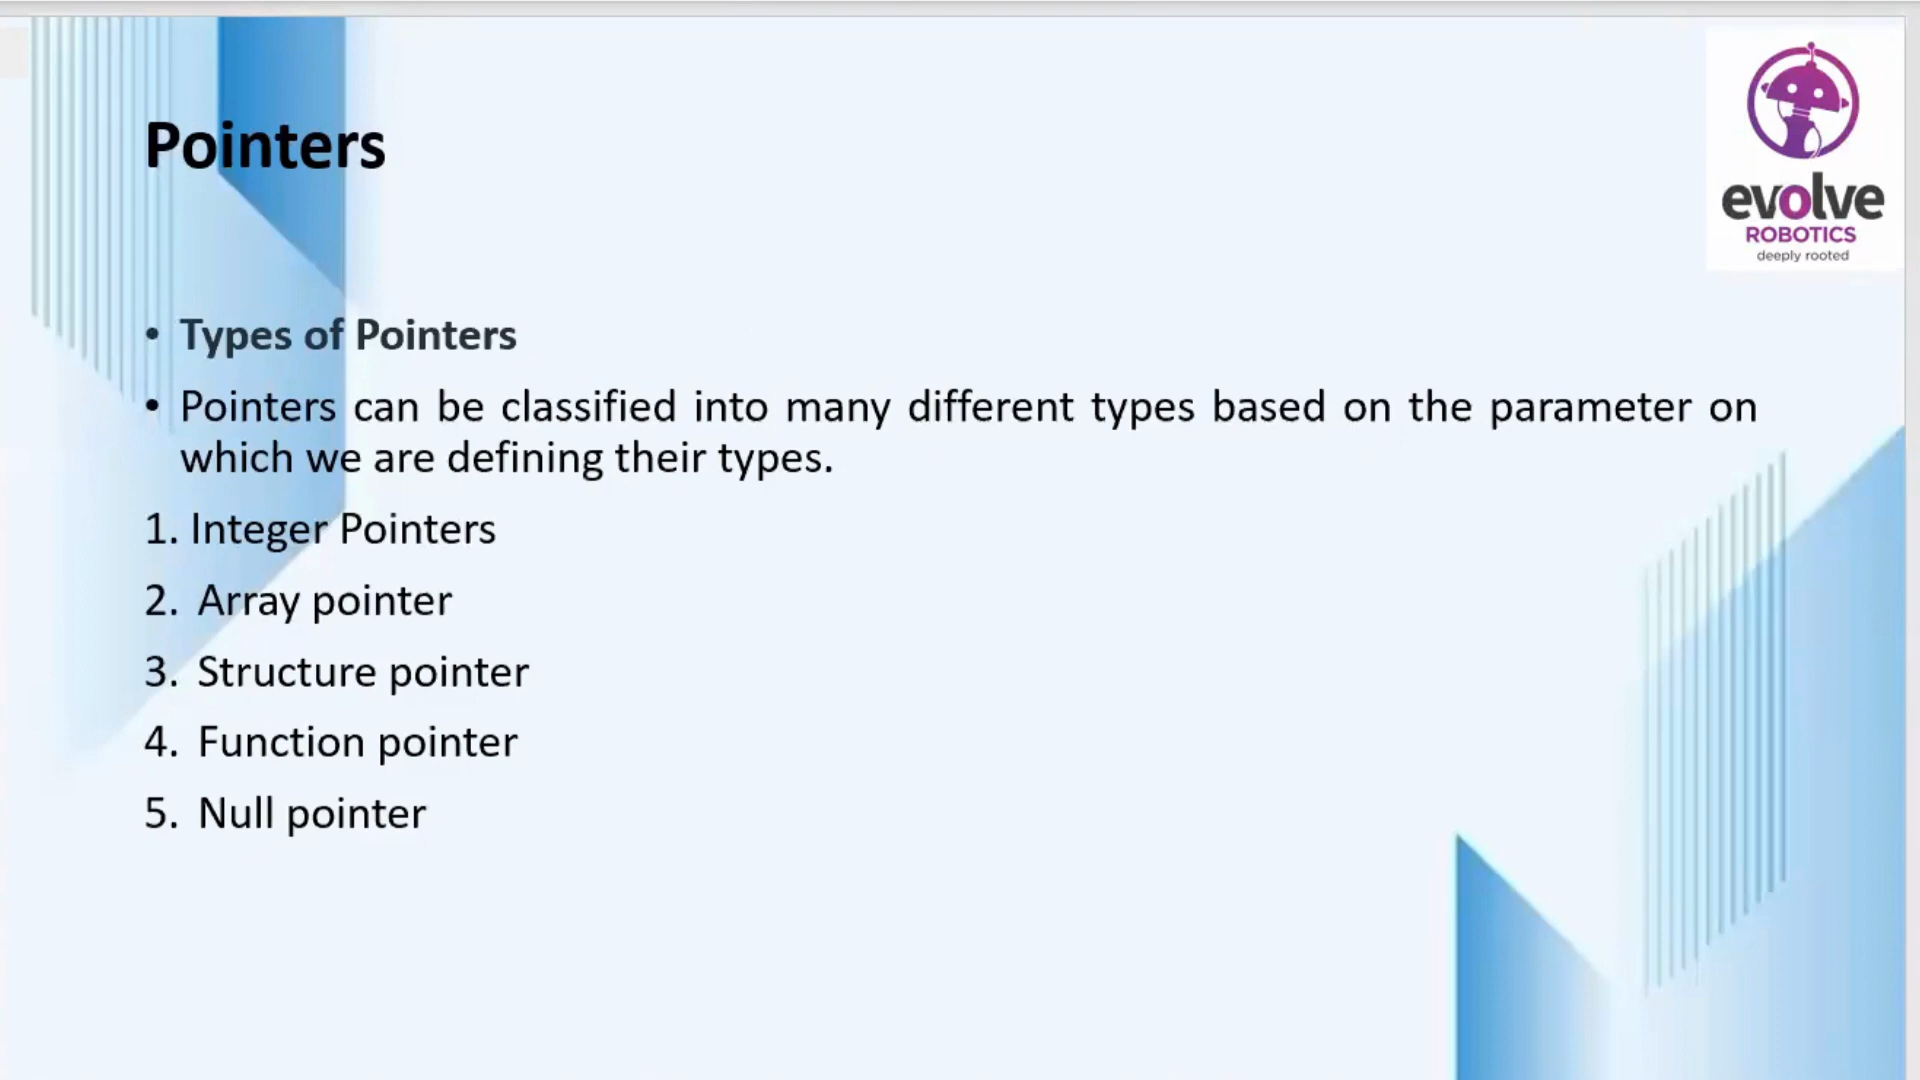 Pointers
evolve
ROBOTICS
deeply rooted
• Types of Pointers
• Pointers can be classified into many different types based on the parameter on
which we are defining their types.
1. Integer Pointers
2. Array pointer
3. Structure pointer
4. Function pointer
5. Null pointer